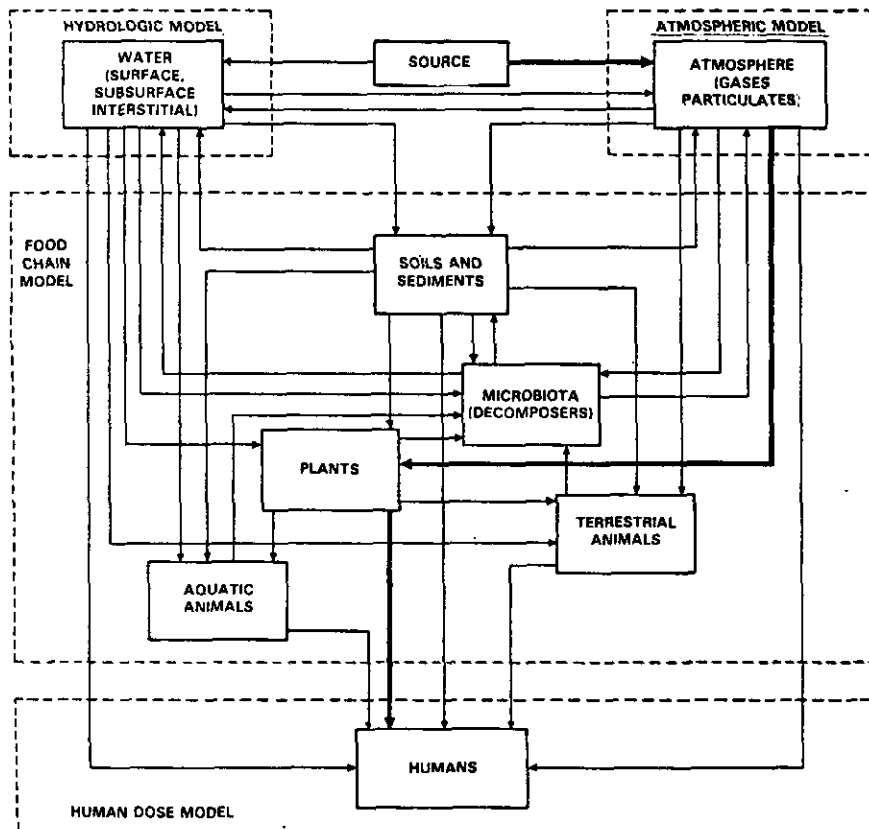 HYDROLOGIC MODEL
ATMOSPHERIC MODEL
WATER
(SURFACE,
SUBSURFACE
INTERSTITIAL)
SOURCE
ATMOSPHERE
(GASES
PARTICULATES)
FOOD
CHAIN
MODEL
SOILS AND
SEDIMENTS
MICROBIOTA
(DECOMPOSERS)
PLANTS
TERRESTRIAL
ANIMALS
AQUATIC
ANIMALS
HUMANS
HUMAN DOSE MODEL